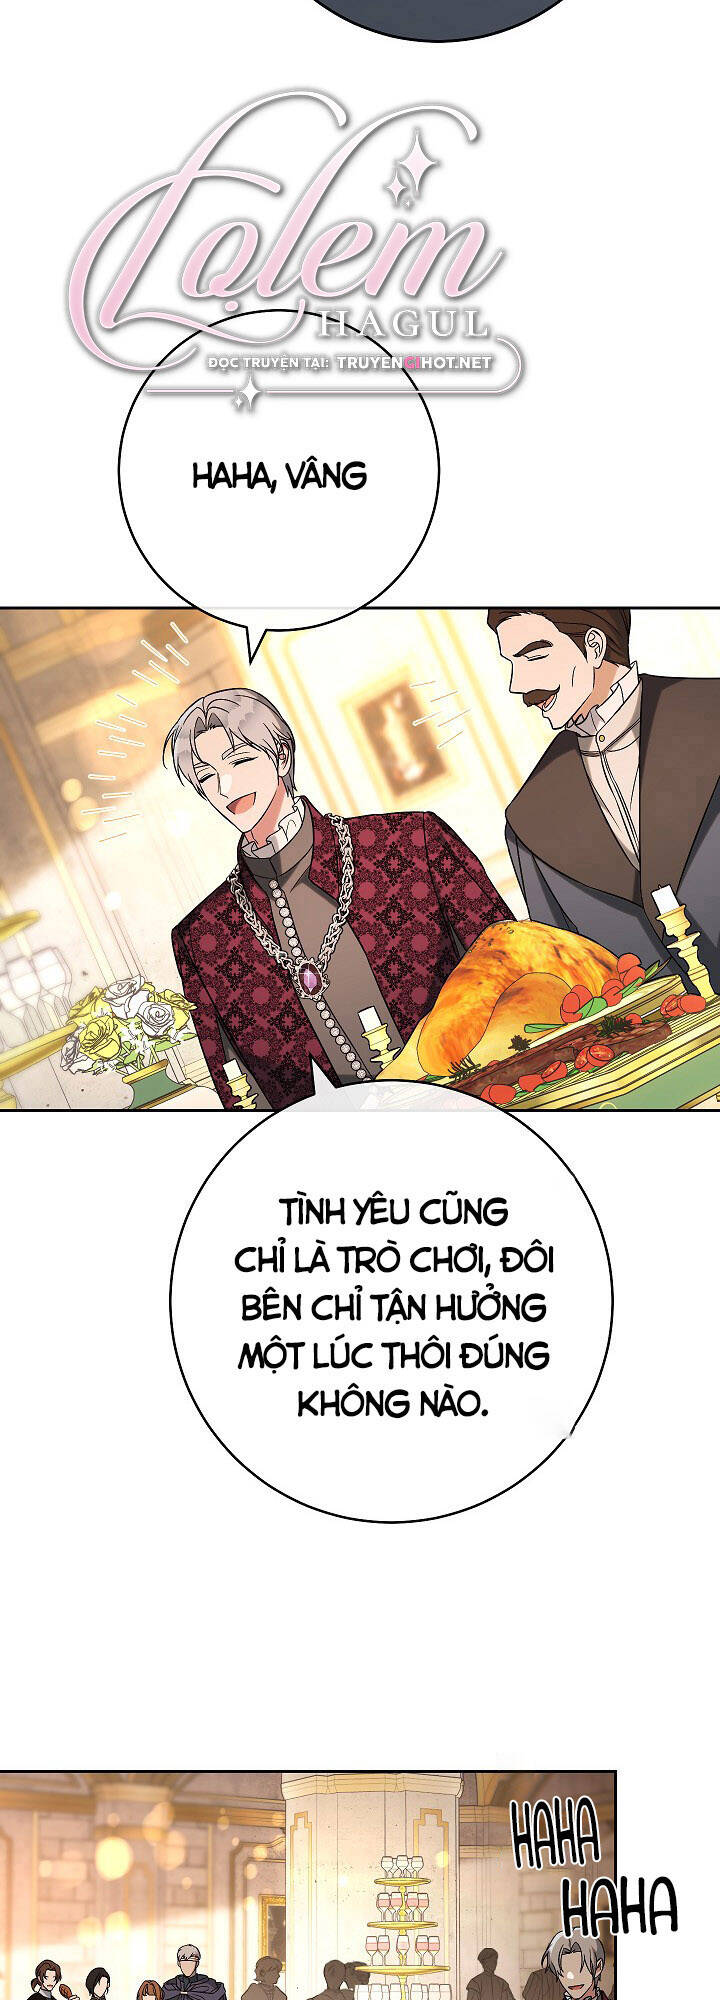 Lọlem
HAGUL
ĐỌC TRUYỆN TẠI: TRUYENGIHOT.NET
HAHA, VÂNG
TÌNH YÊU CŨNG
CHỈ LÀ TRÒ CHƠI, ĐÔI
BÊN CHỈ TẬN HƯỞNG
MỘT LÚC THÔI ĐÚNG
KHÔNG NÀO.
HAHA
HAHA